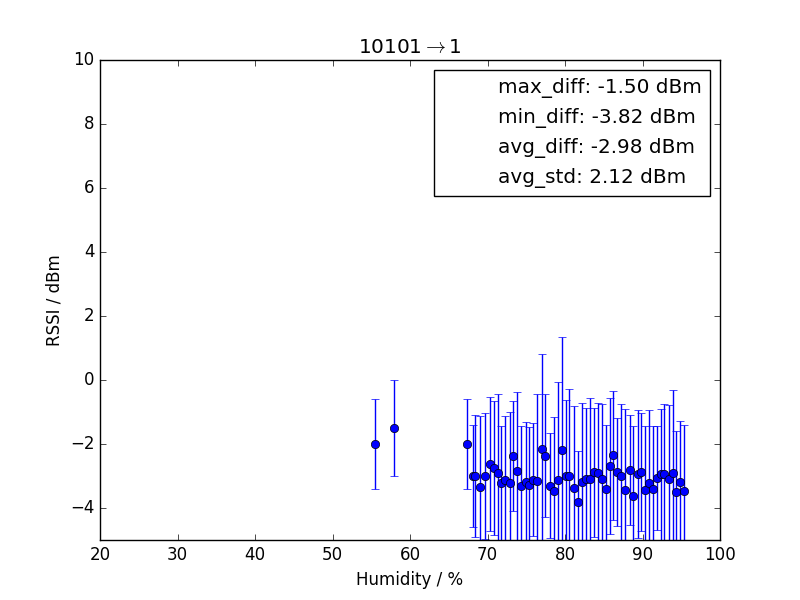 10101→1
max_diff: -1.50 dBm
min_diff: -3.82 dBm
avg_diff: -2.98 dBm
avg_std: 2.12 dBm
RSSI / dBm
10
8
6
4
2
0
−2
−4
20 30 40 50 60 70 80 90 100
Humidity / %